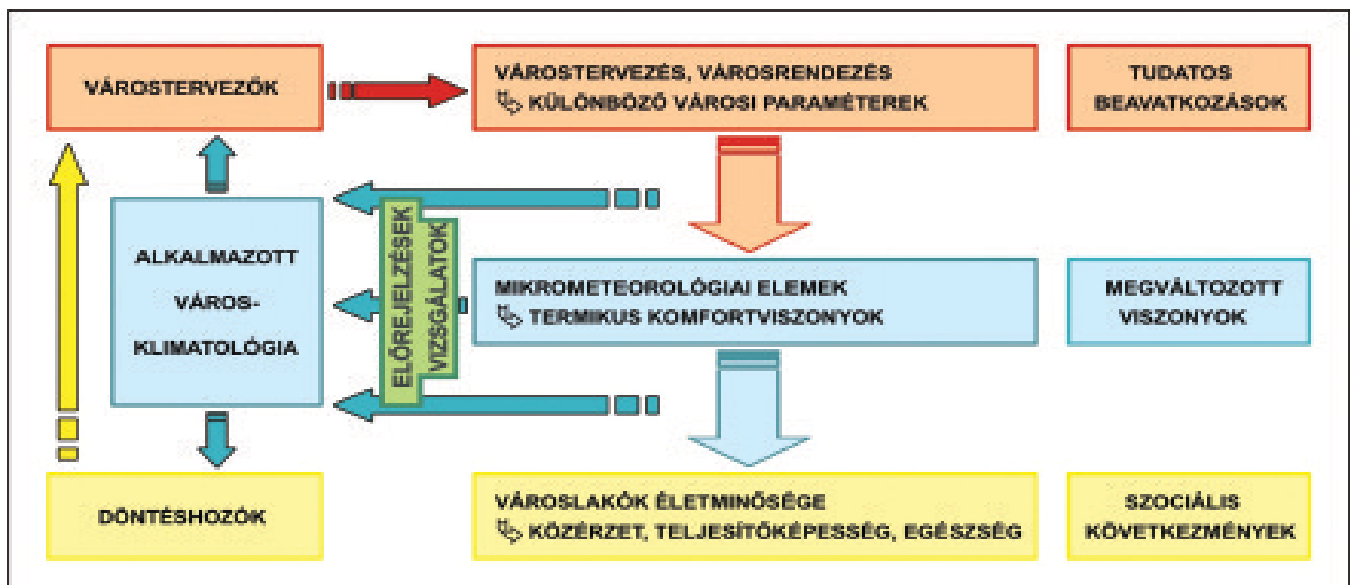 VÁROSTERVEZŐK
VÁROSTERVEZÉS, VÁROSRENDEZÉS
KÜLÖNBÖZŐ VÁROSI PARAMÉTEREK
TUDATOS
BEAVATKOZÁSOK
ALKALMAZOTT
VÁROS-
KLIMATOLÓGIA
ELŐREJELZÉSEK
VIZSGÁLATOK
MIKROMETEOROLÓGIAI ELEMEK
TERMIKUS KOMFORTVISZONYOK
MEGVÁLTOZOTT
VISZONYOK
DÖNTÉSHOZÓK
VÁROSLAKÓK ÉLETMINŐSÉGE
KÖZÉRZET, TELJESÍTŐKÉPESSÉG, EGÉSZSÉG
SZOCIÁLIS
KÖVETKEZMÉNYEK